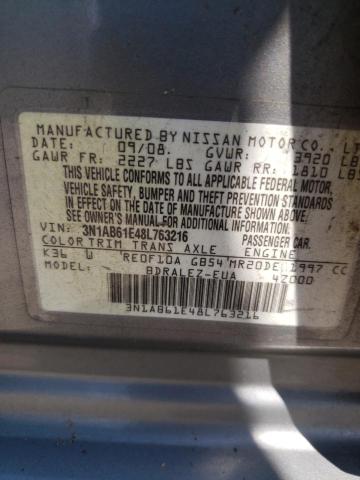 MANUFACTURED BY NISSAN MOTOR CO., LT
DATE: 09/08. GVWR: 3920 LB
GAWR FR: 2227 LBS GAWR RR: 1810 LBS
THIS VEHICLE CONFORMS TO ALL APPLICABLE FEDERAL MOTOR
VEHICLE SAFETY, BUMPER AND THEFT PREVENTION STANDARDS
IN EFFECT ON THE DATE OF MANUFACTURE SHOWN ABOVE.
SEE OWNER'S MANUAL FOR ADDITIONAL INFORMATION.
VIN: 3N1AB61E48L763216 PASSENGER CAR.
COLOR TRIM TRANS AXLE ENGINE
K36 W RE0F10A GB54 MR20DE 1997 CC
MODEL: BDRALEZ-EUA 42000
3N1AB61E48L763216